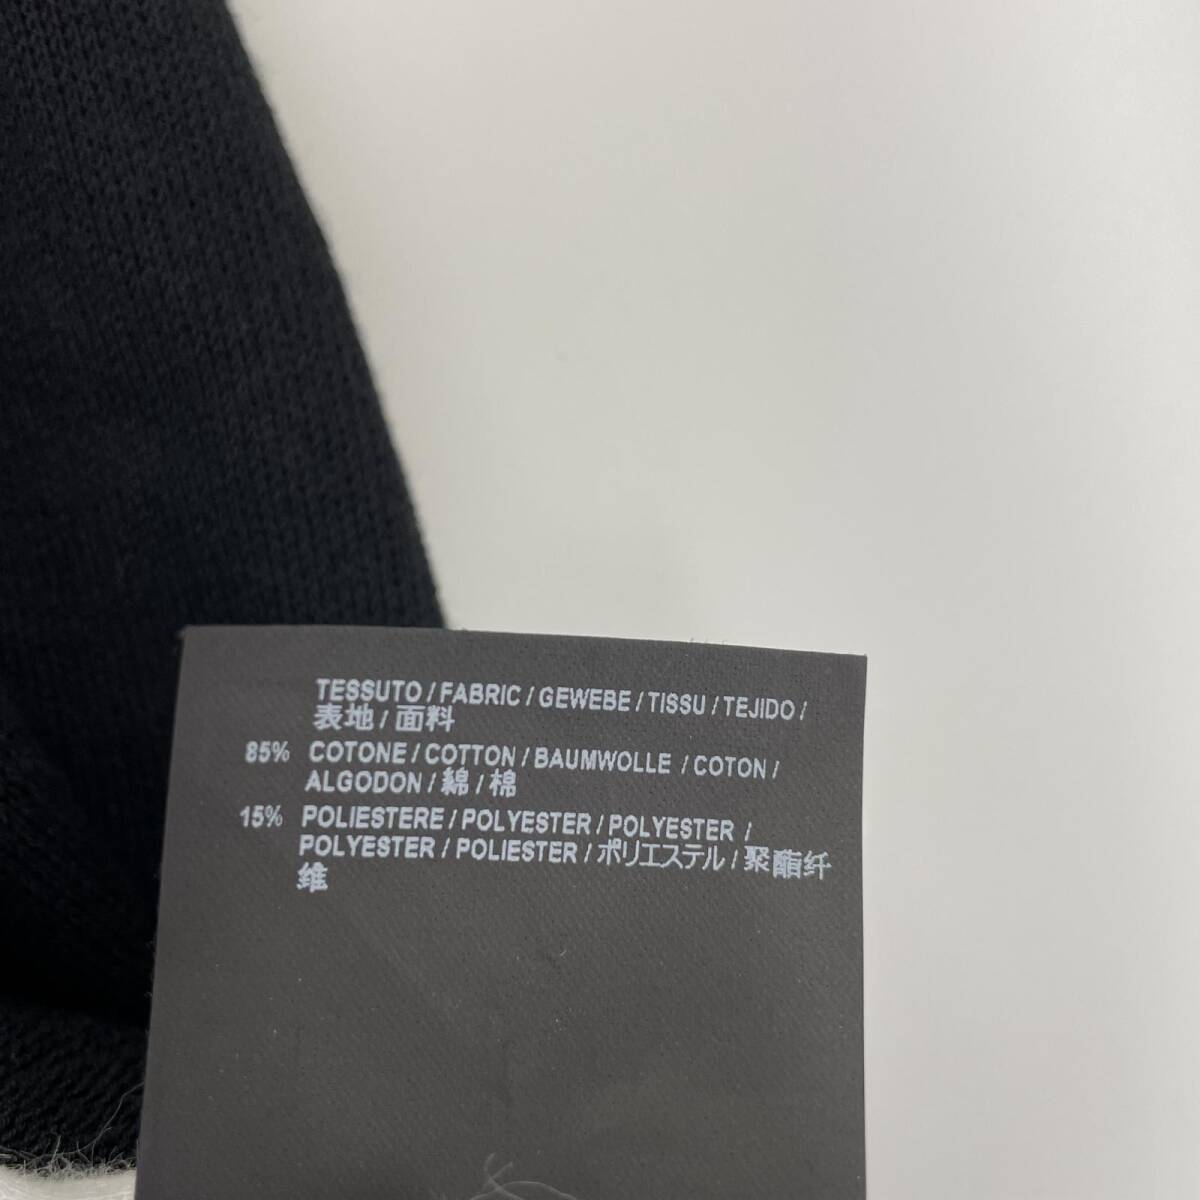 TESSUTO / FABRIC / GEWEBE / TISSU / TEJIDO /
表地 / 面料
85% COTONE / COTTON / BAUMWOLLE / COTON /
ALGODON / 綿 / 棉
15% POLIESTERE / POLYESTER / POLYESTER /
POLYESTER / POLIESTER / ポリエステル / 聚酯纤
维